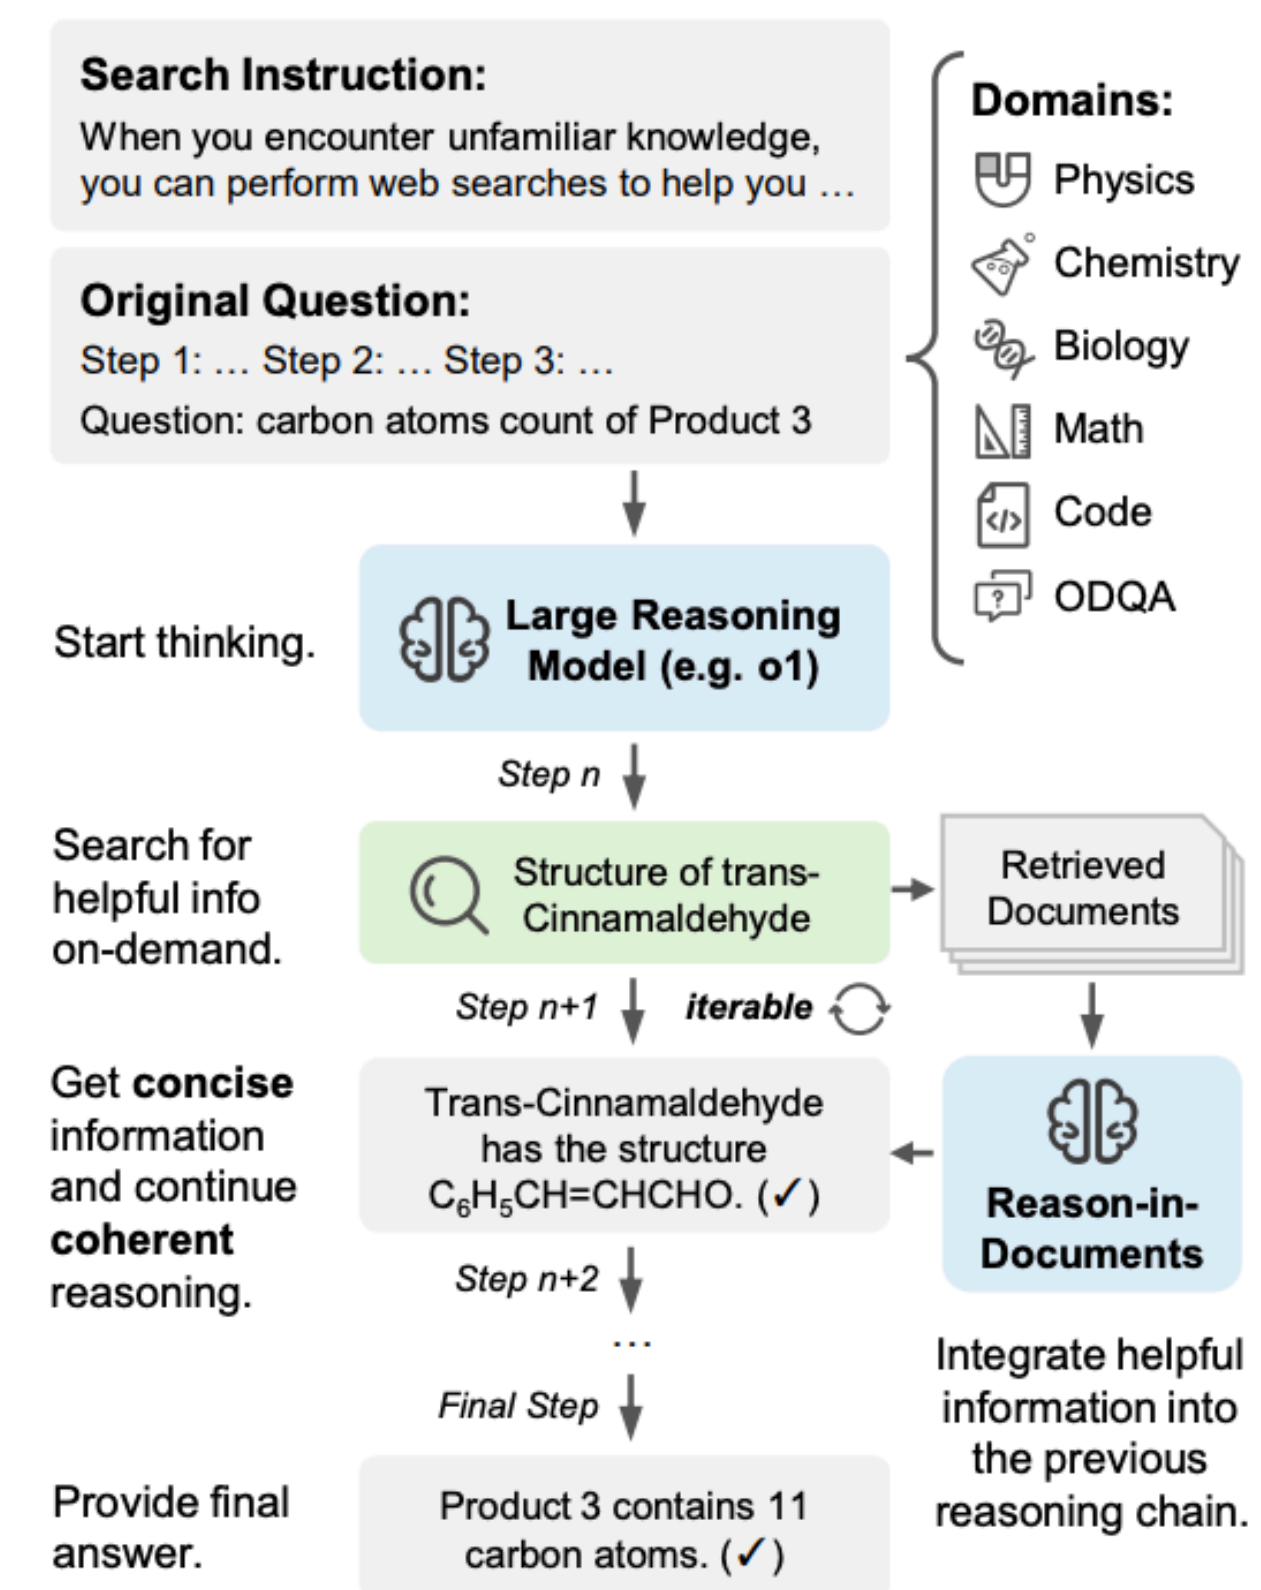 Search Instruction:
When you encounter unfamiliar knowledge,
you can perform web searches to help you …
Original Question:
Step 1: … Step 2: … Step 3: …
Question: carbon atoms count of Product 3
Domains:
Physics
Chemistry
Biology
Math
Code
ODQA
Start thinking.
Large Reasoning
Model (e.g. o1)
Step n
Search for
helpful info
on-demand.
Structure of trans-
Cinnamaldehyde
Retrieved
Documents
Step n+1
iterable
Get concise
information
and continue
coherent
reasoning.
Trans-Cinnamaldehyde
has the structure
C₆H₅CH=CHCHO. (✓)
Reason-in-
Documents
Step n+2
…
Integrate helpful
information into
the previous
reasoning chain.
Final Step
Provide final
answer.
Product 3 contains 11
carbon atoms. (✓)